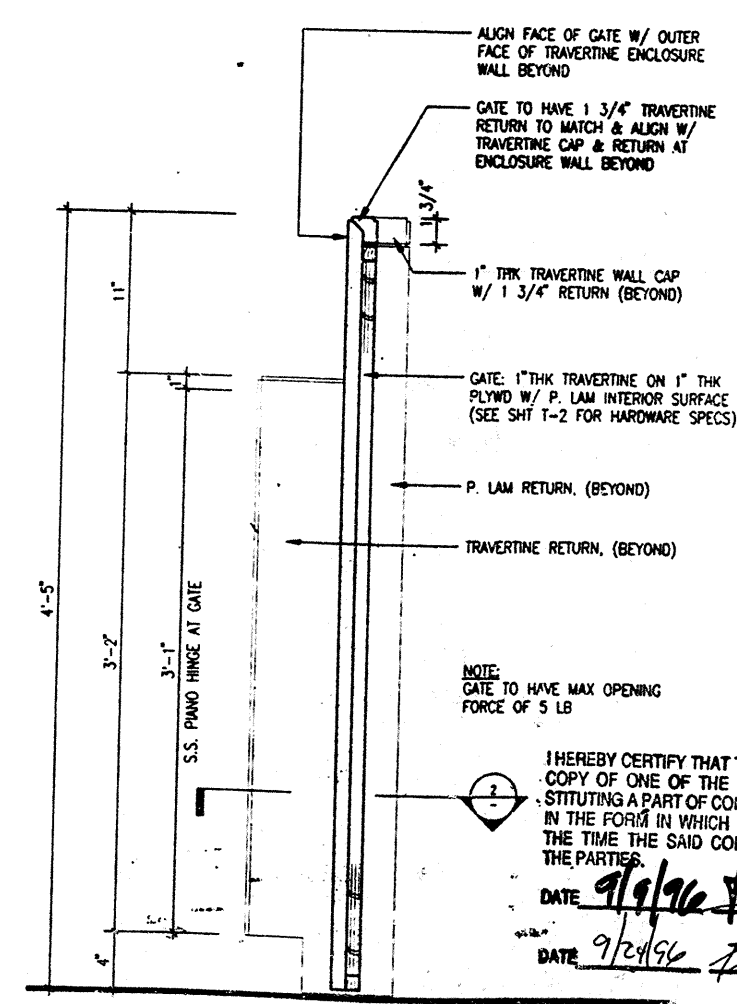 ALIGN FACE OF GATE W/ OUTER
FACE OF TRAVERTINE ENCLOSURE
WALL BEYOND
GATE TO HAVE 1 3/4" TRAVERTINE
RETURN TO MATCH & ALIGN W/
TRAVERTINE CAP & RETURN AT
ENCLOSURE WALL BEYOND
1 3/4"
1" THK TRAVERTINE WALL CAP
W/ 1 3/4" RETURN (BEYOND)
11"
1"
GATE: 1"THK TRAVERTINE ON 1" THK
PLYWD W/ P. LAM INTERIOR SURFACE
(SEE SHT T-2 FOR HARDWARE SPECS)
P. LAM RETURN, (BEYOND)
TRAVERTINE RETURN, (BEYOND)
4'-5"
3'-2"
3'-1"
S.S. PIANO HINGE AT GATE
NOTE:
GATE TO HAVE MAX OPENING
FORCE OF 5 LB
2
-
4"
I HEREBY CERTIFY THAT
COPY OF ONE OF THE
STITUTING A PART OF
IN THE FORM IN WHICH
THE TIME THE SAID
THE PARTIES.
DATE 9/9/96
DATE 9/24/96